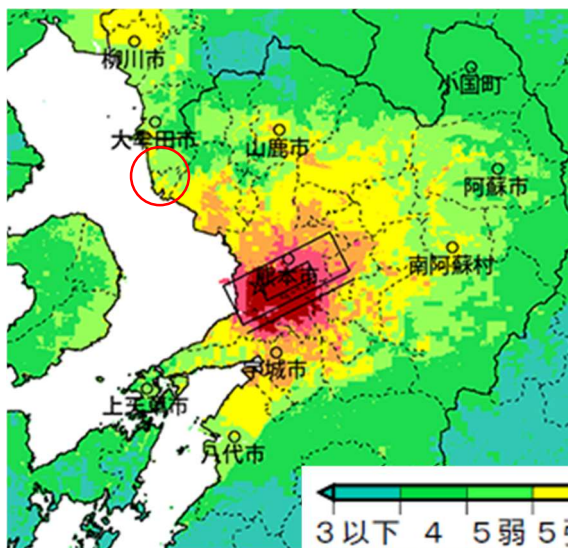 柳川市
小国町
大牟田市
山鹿市
阿蘇市
熊本市
南阿蘇村
宇城市
上天草市
八代市
3以下 4 5弱 5強